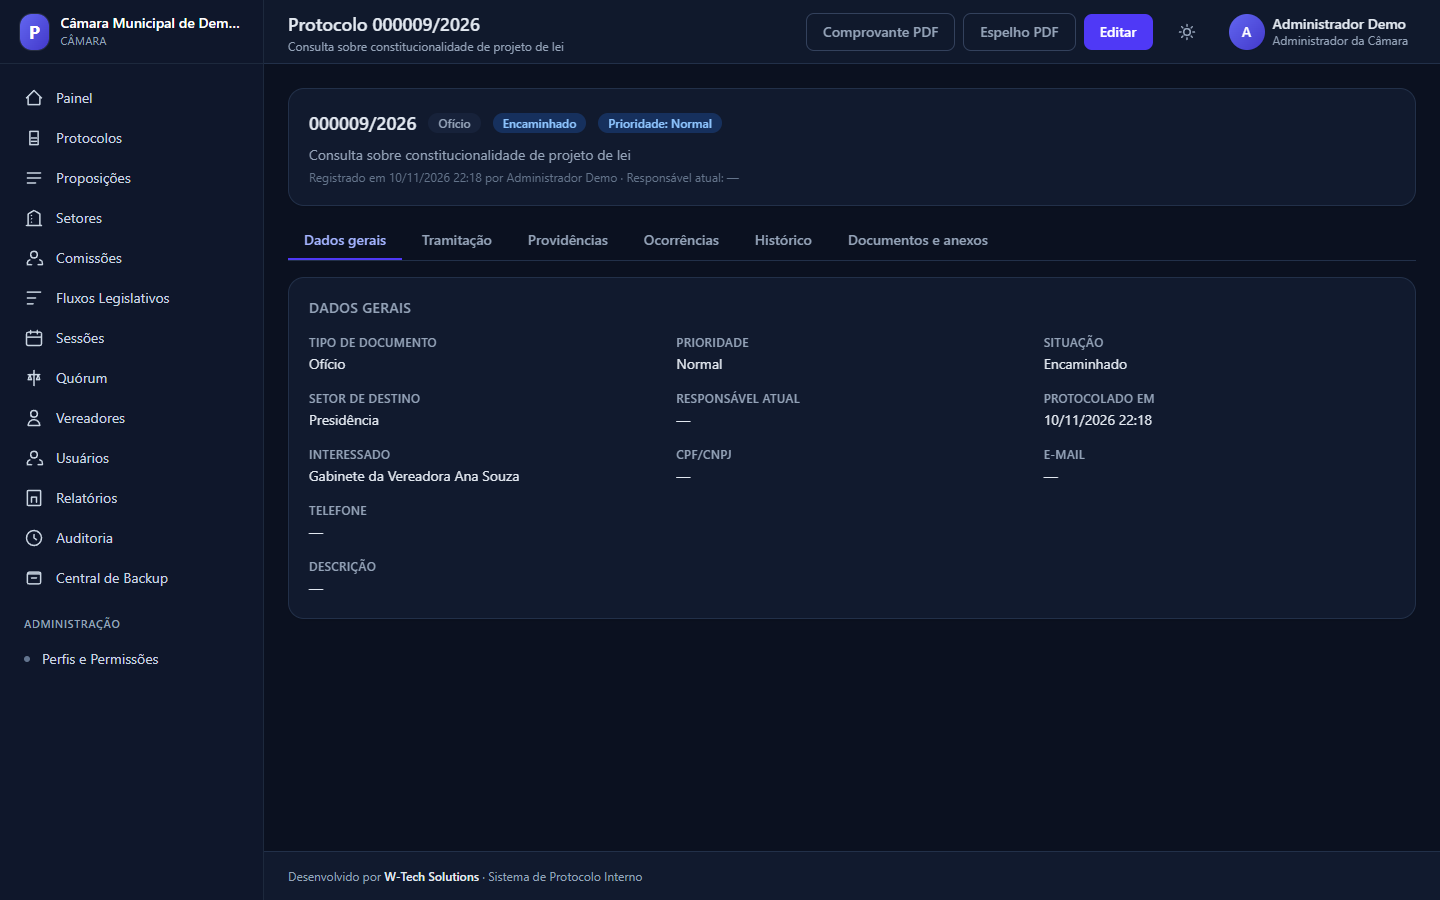 P
Câmara Municipal de Dem...
CÂMARA
Painel
Protocolos
Proposições
Setores
Comissões
Fluxos Legislativos
Sessões
Quórum
Vereadores
Usuários
Relatórios
Auditoria
Central de Backup
ADMINISTRAÇÃO
Perfis e Permissões
Protocolo 000009/2026
Consulta sobre constitucionalidade de projeto de lei
Comprovante PDF
Espelho PDF
Editar
A
Administrador Demo
Administrador da Câmara
000009/2026 Ofício Encaminhado Prioridade: Normal
Consulta sobre constitucionalidade de projeto de lei
Registrado em 10/11/2026 22:18 por Administrador Demo · Responsável atual: —
Dados gerais Tramitação Providências Ocorrências Histórico Documentos e anexos
DADOS GERAIS
TIPO DE DOCUMENTO
Ofício
PRIORIDADE
Normal
SITUAÇÃO
Encaminhado
SETOR DE DESTINO
Presidência
RESPONSÁVEL ATUAL
—
PROTOCOLADO EM
10/11/2026 22:18
INTERESSADO
Gabinete da Vereadora Ana Souza
CPF/CNPJ
—
E-MAIL
—
TELEFONE
—
DESCRIÇÃO
—
Desenvolvido por W-Tech Solutions · Sistema de Protocolo Interno